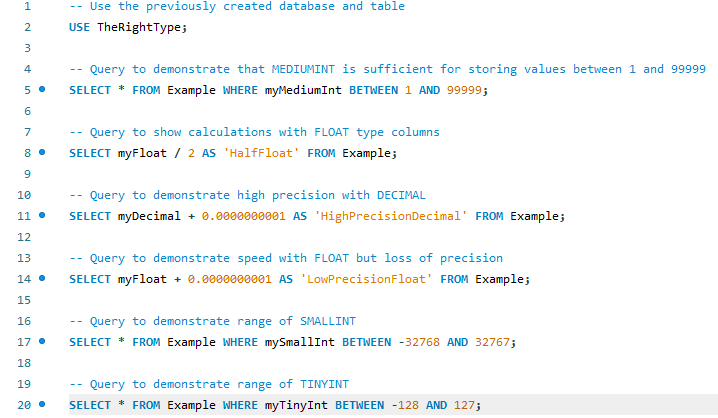 1 -- Use the previously created database and table
2 USE TheRightType;
3
4 -- Query to demonstrate that MEDIUMINT is sufficient for storing values between 1 and 99999
5 SELECT * FROM Example WHERE myMediumInt BETWEEN 1 AND 99999;
6
7 -- Query to show calculations with FLOAT type columns
8 SELECT myFloat / 2 AS 'HalfFloat' FROM Example;
9
10 -- Query to demonstrate high precision with DECIMAL
11 SELECT myDecimal + 0.0000000001 AS 'HighPrecisionDecimal' FROM Example;
12
13 -- Query to demonstrate speed with FLOAT but loss of precision
14 SELECT myFloat + 0.0000000001 AS 'LowPrecisionFloat' FROM Example;
15
16 -- Query to demonstrate range of SMALLINT
17 SELECT * FROM Example WHERE mySmallInt BETWEEN -32768 AND 32767;
18
19 -- Query to demonstrate range of TINYINT
20 SELECT * FROM Example WHERE myTinyInt BETWEEN -128 AND 127;